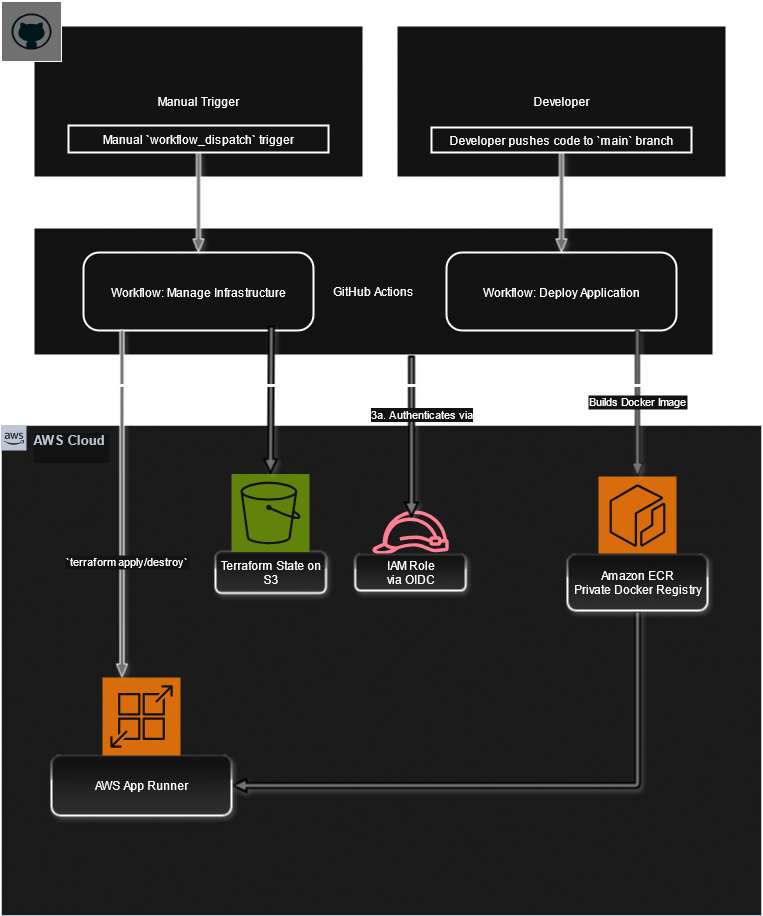 Manual Trigger
Manual `workflow_dispatch` trigger
Developer
Developer pushes code to `main` branch
Workflow: Manage Infrastructure
GitHub Actions
Workflow: Deploy Application
Builds Docker Image
3a. Authenticates via
aws
AWS Cloud
`terraform apply/destroy`
Terraform State on
S3
IAM Role
via OIDC
Amazon ECR
Private Docker Registry
AWS App Runner